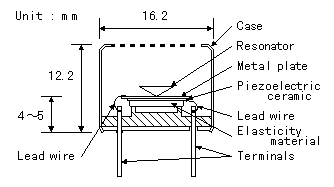 Unit : mm
16.2
Case
Resonator
Metal plate
Piezoelectric
ceramic
12.2
4~5
Lead wire
Elasticity
material
Lead wire
Terminals